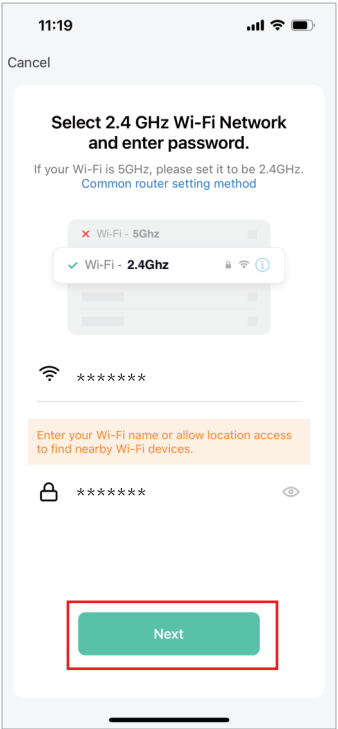 11:19
Cancel
Select 2.4 GHz Wi-Fi Network
and enter password.
If your Wi-Fi is 5GHz, please set it to be 2.4GHz.
Common router setting method
Wi-Fi - 5Ghz
Wi-Fi - 2.4Ghz
*******
Enter your Wi-Fi name or allow location access
to find nearby Wi-Fi devices.
*******
Next